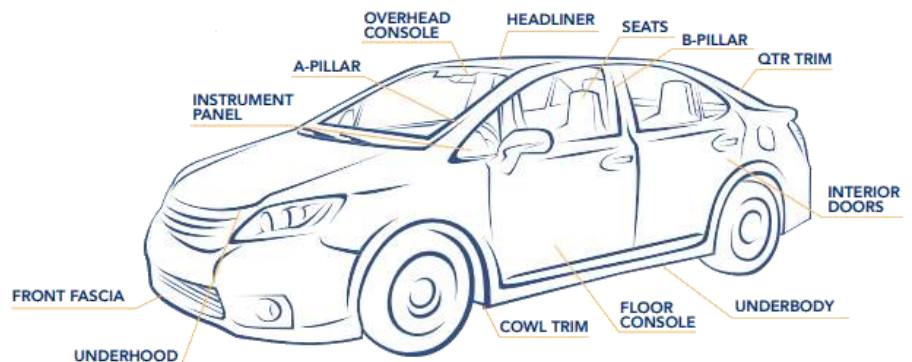 OVERHEAD
CONSOLE
HEADLINER
SEATS
B-PILLAR
QTR TRIM
A-PILLAR
INSTRUMENT
PANEL
INTERIOR
DOORS
FRONT FASCIA
UNDERHOOD
COWL TRIM
FLOOR
CONSOLE
UNDERBODY